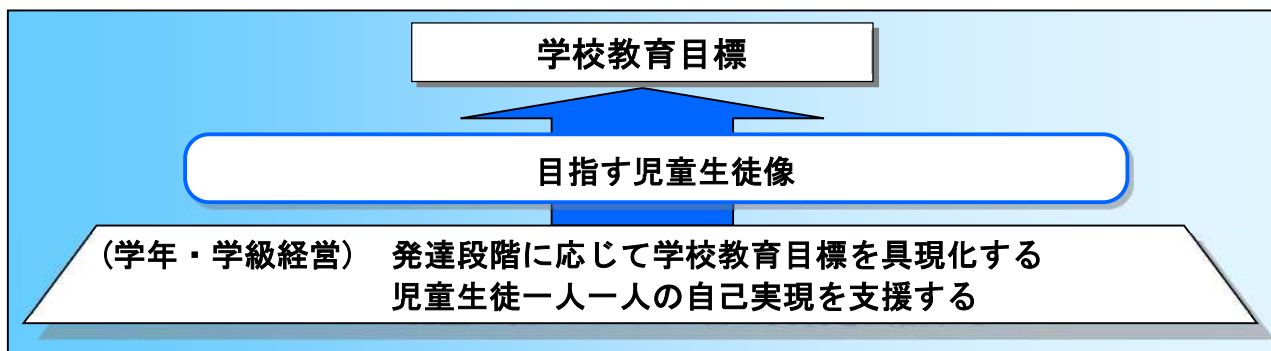 学校教育目標
目指す児童生徒像
(学年・学級経営) 発達段階に応じて学校教育目標を具現化する
児童生徒一人一人の自己実現を支援する